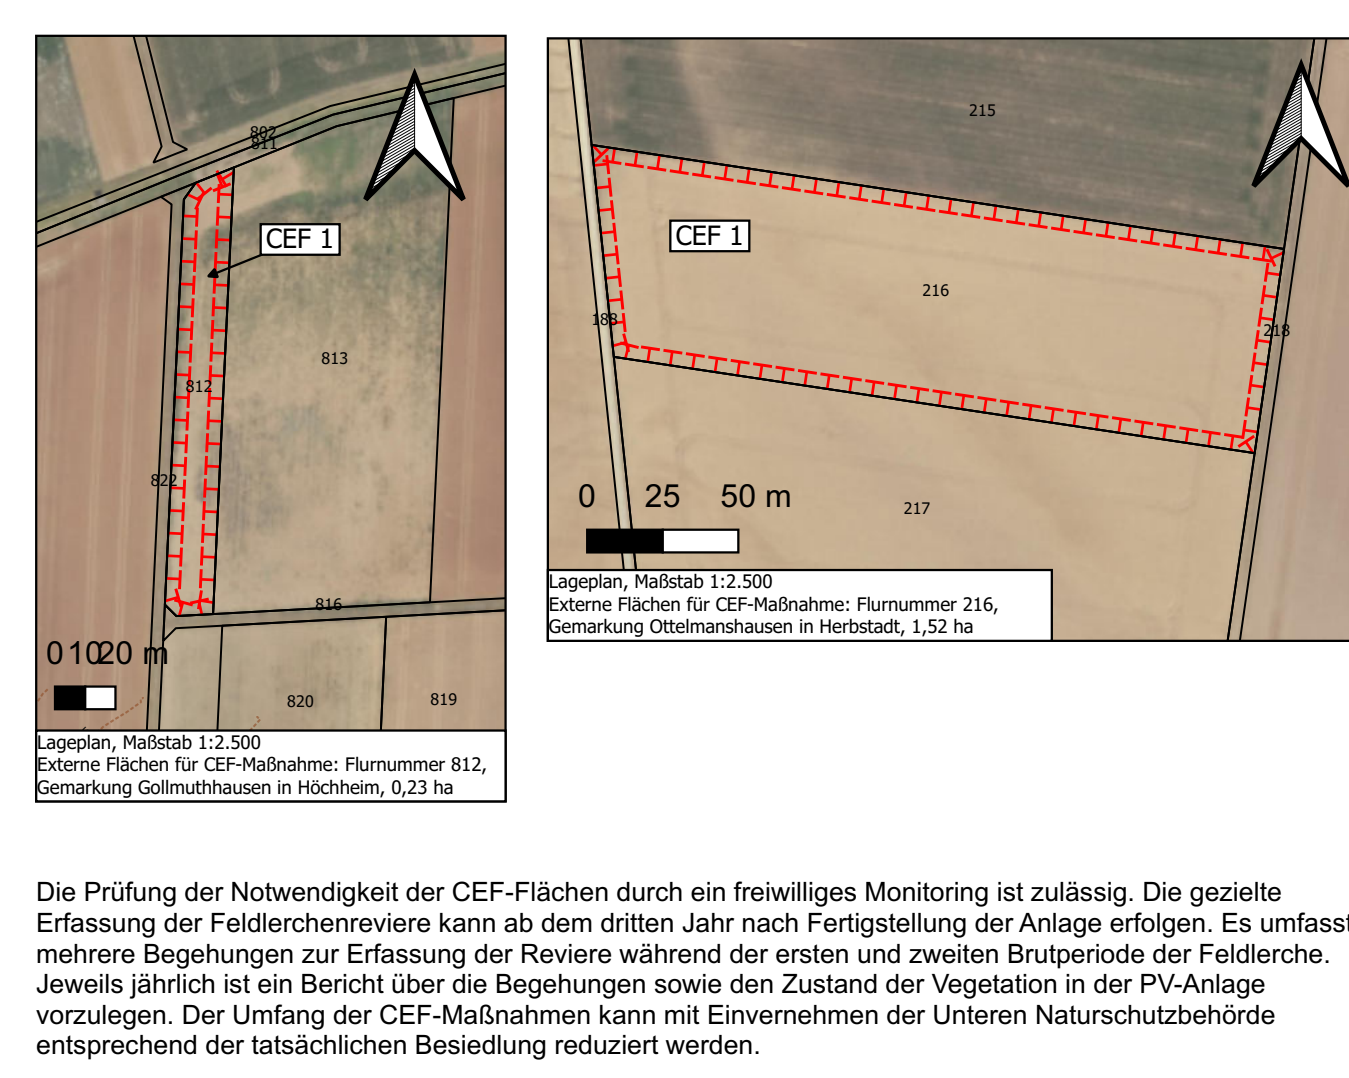 802
811
CEF 1
813
812
822
816
0 10 20 m
820
819
Lageplan, Maßstab 1:2.500
Externe Flächen für CEF-Maßnahme: Flurnummer 812,
Gemarkung Gollmuthhausen in Höchheim, 0,23 ha
215
CEF 1
216
188
218
0 25 50 m
217
Lageplan, Maßstab 1:2.500
Externe Flächen für CEF-Maßnahme: Flurnummer 216,
Gemarkung Ottelmanshausen in Herbstadt, 1,52 ha
Die Prüfung der Notwendigkeit der CEF-Flächen durch ein freiwilliges Monitoring ist zulässig. Die gezielte
Erfassung der Feldlerchenreviere kann ab dem dritten Jahr nach Fertigstellung der Anlage erfolgen. Es umfasst
mehrere Begehungen zur Erfassung der Reviere während der ersten und zweiten Brutperiode der Feldlerche.
Jeweils jährlich ist ein Bericht über die Begehungen sowie den Zustand der Vegetation in der PV-Anlage
vorzulegen. Der Umfang der CEF-Maßnahmen kann mit Einvernehmen der Unteren Naturschutzbehörde
entsprechend der tatsächlichen Besiedlung reduziert werden.